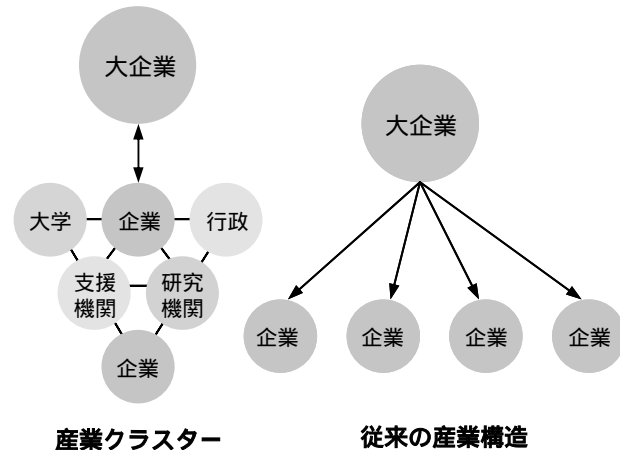 大企業
大学
企業
行政
支援
機関
研究
機関
企業
産業クラスター
大企業
企業
企業
企業
企業
従来の産業構造